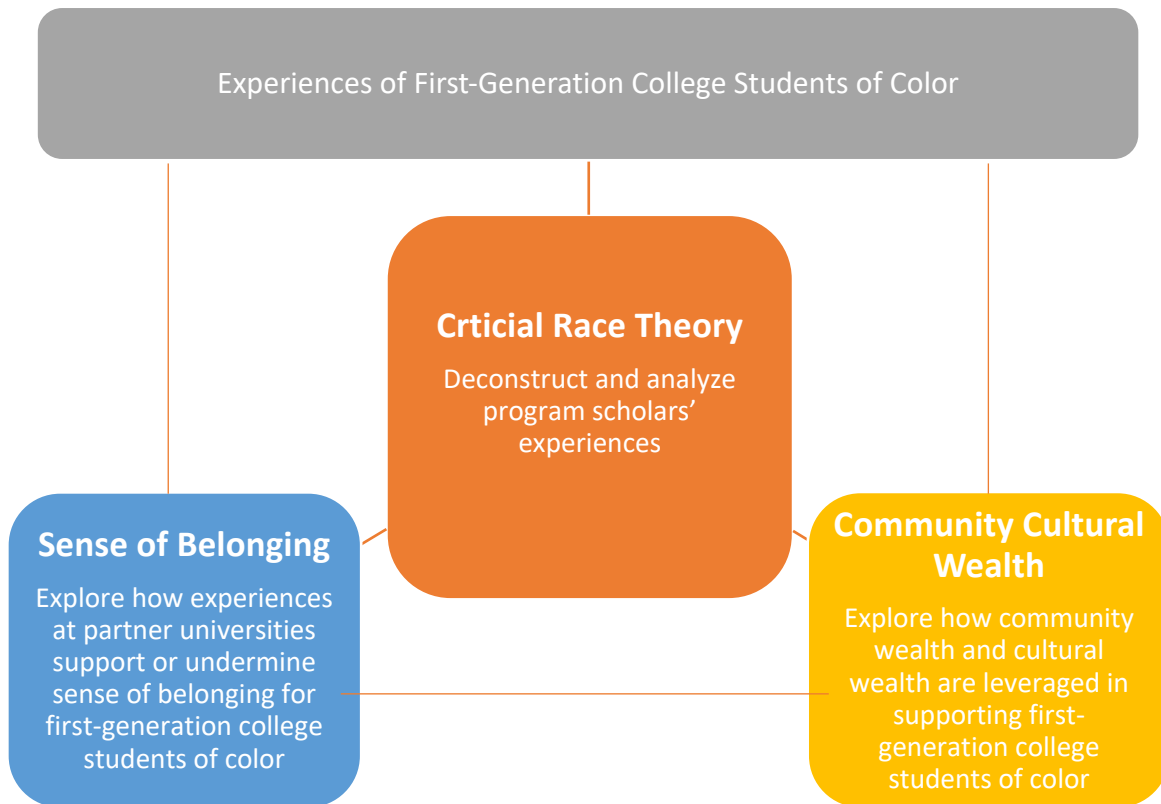 Experiences of First-Generation College Students of Color
Crticial Race Theory
Deconstruct and analyze
program scholars’
experiences
Sense of Belonging
Explore how experiences
at partner universities
support or undermine
sense of belonging for
first-generation college
students of color
Community Cultural
Wealth
Explore how community
wealth and cultural
wealth are leveraged in
supporting first-
generation college
students of color